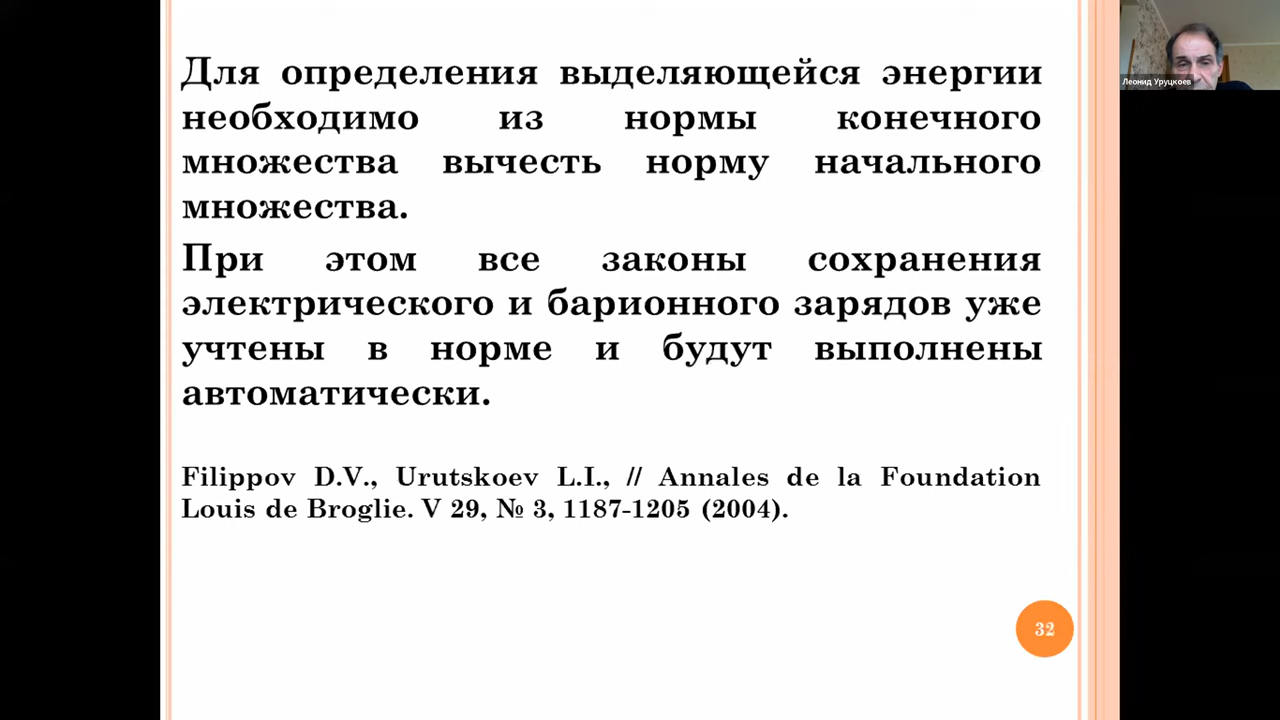 Для определения выделяющейся энергии
необходимо из нормы конечного
множества вычесть норму начального
множества.
При этом все законы сохранения
электрического и барионного зарядов уже
учтены в норме и будут выполнены
автоматически.
Filippov D.V., Urutskoev L.I., // Annales de la Foundation
Louis de Broglie. V 29, № 3, 1187-1205 (2004).
32
Леонид Уруцкоев